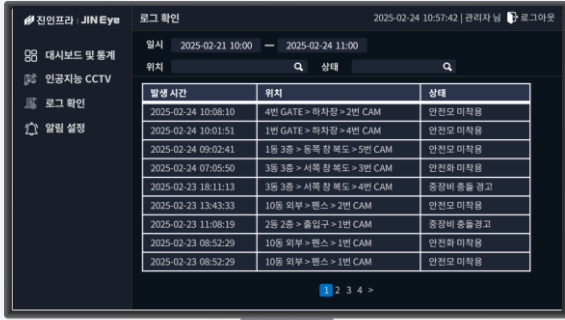 진인프라 | JIN Eye
로그 확인
2025-02-24 10:57:42 | 관리자 님 로그아웃
대시보드 및 통계
인공지능 CCTV
로그 확인
알림 설정
일시 2025-02-21 10:00 — 2025-02-24 11:00
위치 상태
발생 시간 위치 상태
2025-02-24 10:08:10 4번 GATE > 하차장 > 2번 CAM 안전모 미착용
2025-02-24 10:01:51 1번 GATE > 하차장 > 4번 CAM 안전모 미착용
2025-02-24 09:02:41 1동 3층 > 동쪽 창 복도 > 5번 CAM 안전모 미착용
2025-02-24 07:05:50 3동 3층 > 서쪽 창 복도 > 3번 CAM 안전화 미착용
2025-02-23 18:11:13 3동 3층 > 서쪽 창 복도 > 4번 CAM 중장비 충돌 경고
2025-02-23 13:43:33 10동 외부 > 펜스 > 2번 CAM 안전모 미착용
2025-02-23 11:08:19 2동 2층 > 출입구 > 1번 CAM 중장비 충돌경고
2025-02-23 08:52:29 10동 외부 > 펜스 > 1번 CAM 안전화 미착용
2025-02-23 08:52:29 10동 외부 > 펜스 > 1번 CAM 안전모 미착용
1 2 3 4 >